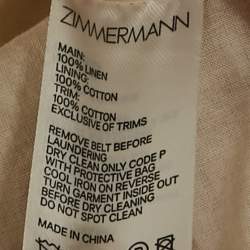 ZIMMERMANN
MAIN:
100% LINEN
LINING:
100% COTTON
TRIM:
100% COTTON
EXCLUSIVE OF TRIMS
REMOVE BELT BEFORE
LAUNDERING
DRY CLEAN ONLY CODE P
WITH PROTECTIVE BAG
COOL IRON ON REVERSE
TURN GARMENT INSIDE OUT
BEFORE DRY CLEANING
DO NOT SPOT CLEAN
MADE IN CHINA